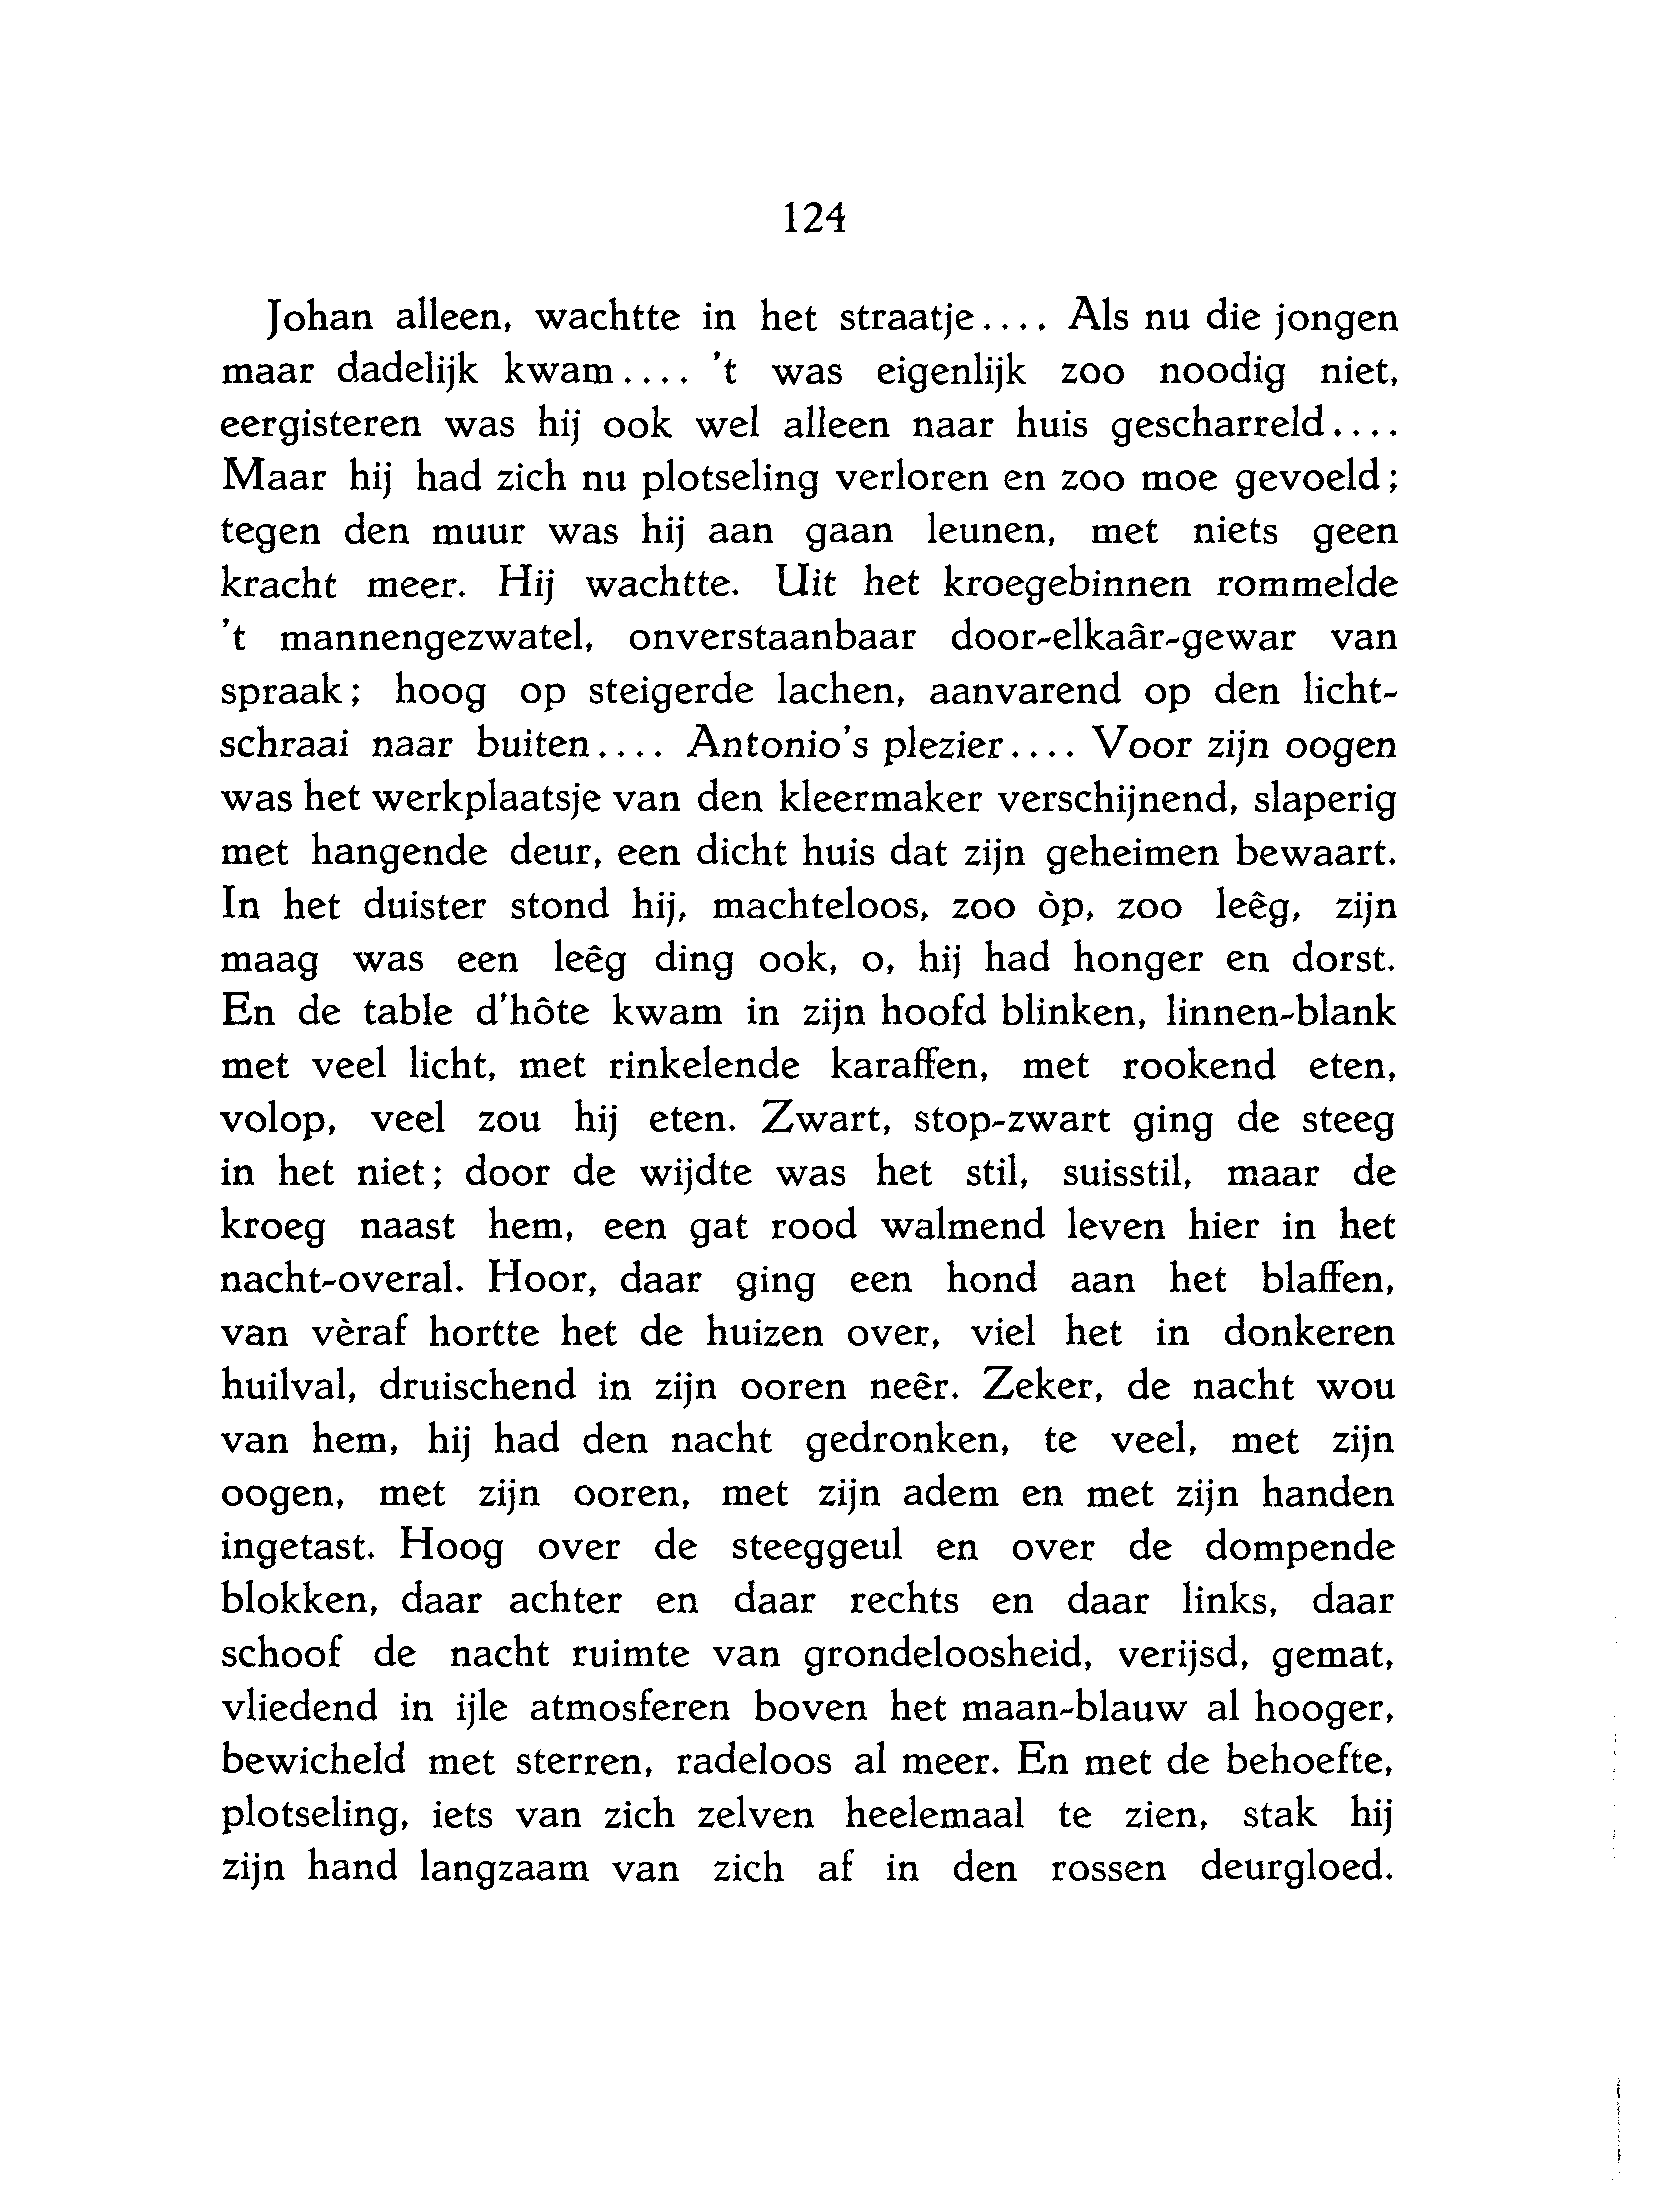 124
Johan alleen, wachtte in het straatje.... Als nu die jongen
maar dadelijk kwam.... 't was eigenlijk zoo noodig niet,
eergisteren was hij ook wel alleen naar huis gescharreld....
Maar hij had zich nu plotseling verloren en zoo moe gevoeld;
tegen den muur was hij aan gaan leunen, met niets geen
kracht meer. Hij wachtte. Uit het kroegebinnen rommelde
't mannengezwatel, onverstaanbaar door-elkaâr-gewar van
spraak; hoog op steigerde lachen, aanvarend op den licht-
schraai naar buiten.... Antonio's plezier.... Voor zijn oogen
was het werkplaatsje van den kleermaker verschijnend, slaperig
met hangende deur, een dicht huis dat zijn geheimen bewaart.
In het duister stond hij, machteloos, zoo òp, zoo leêg, zijn
maag was een leêg ding ook, o, hij had honger en dorst.
En de table d'hôte kwam in zijn hoofd blinken, linnen-blank
met veel licht, met rinkelende karaffen, met rookend eten,
volop, veel zou hij eten. Zwart, stop-zwart ging de steeg
in het niet; door de wijdte was het stil, suisstil, maar de
kroeg naast hem, een gat rood walmend leven hier in het
nacht-overal. Hoor, daar ging een hond aan het blaffen,
van vèraf hortte het de huizen over, viel het in donkeren
huilval, druischend in zijn ooren neêr. Zeker, de nacht wou
van hem, hij had den nacht gedronken, te veel, met zijn
oogen, met zijn ooren, met zijn adem en met zijn handen
ingetast. Hoog over de steeggeul en over de dompende
blokken, daar achter en daar rechts en daar links, daar
schoof de nacht ruimte van grondeloosheid, verijsd, gemat,
vliedend in ijle atmosferen boven het maan-blauw al hooger,
bewicheld met sterren, radeloos al meer. En met de behoefte,
plotseling, iets van zich zelven heelemaal te zien, stak hij
zijn hand langzaam van zich af in den rossen deurgloed.